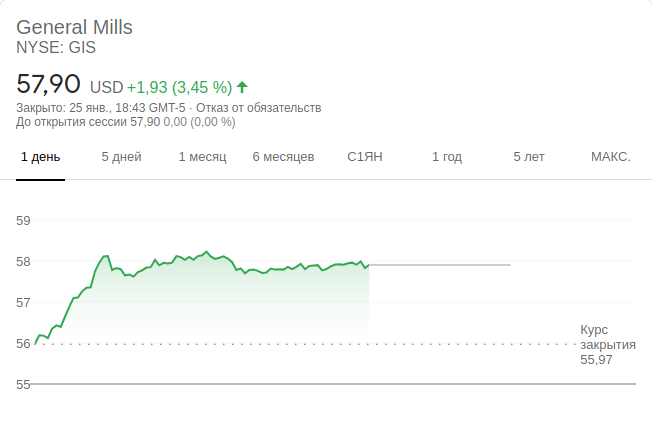 General Mills
NYSE: GIS
57,90 USD +1,93 (3,45 %)
Закрыто: 25 янв., 18:43 GMT-5 · Отказ от обязательств
До открытия сессии 57,90 0,00 (0,00 %)
1 день 5 дней 1 месяц 6 месяцев С1ЯН 1 год 5 лет МАКС.
59
58
57
56
55
Курс
закрытия
55,97